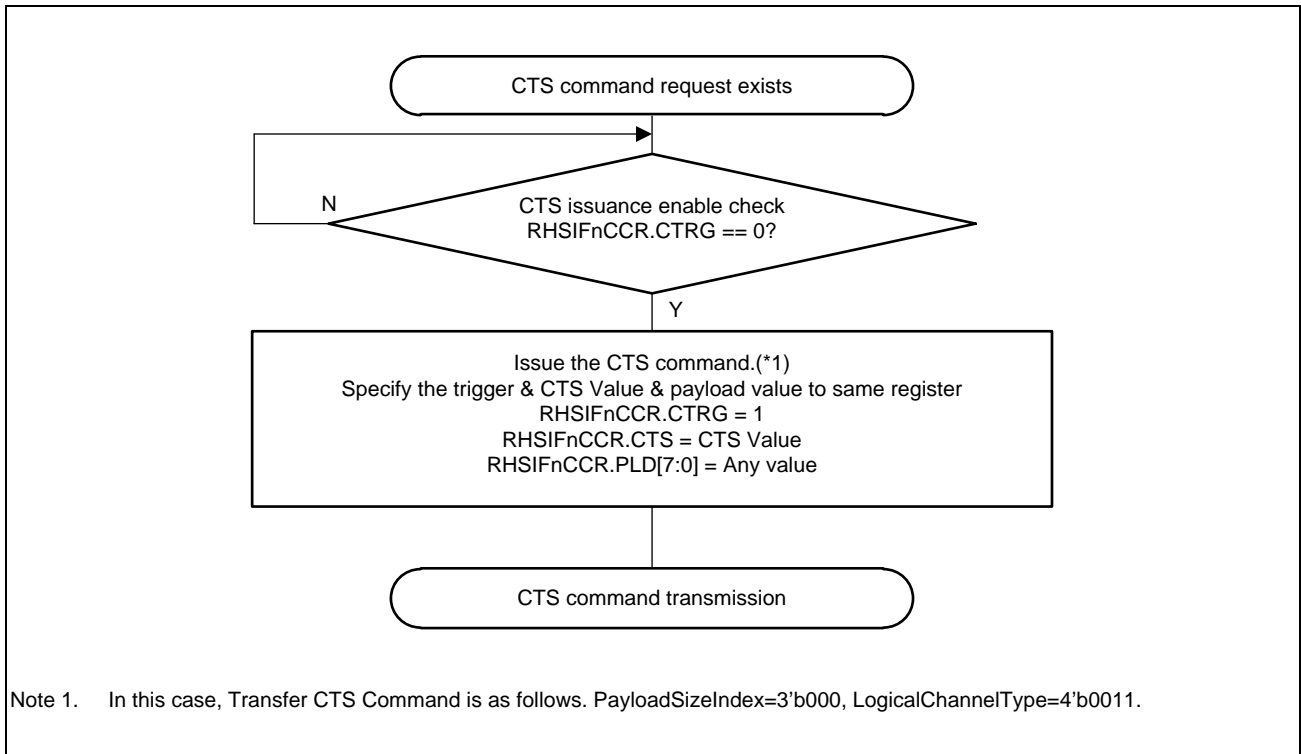 CTS command request exists
N
CTS issuance enable check
RHSIFnCCR.CTRG == 0?
Y
Issue the CTS command.(*1)
Specify the trigger & CTS Value & payload value to same register
RHSIFnCCR.CTRG = 1
RHSIFnCCR.CTS = CTS Value
RHSIFnCCR.PLD[7:0] = Any value
CTS command transmission
Note 1. In this case, Transfer CTS Command is as follows. PayloadSizeIndex=3’b000, LogicalChannelType=4’b0011.